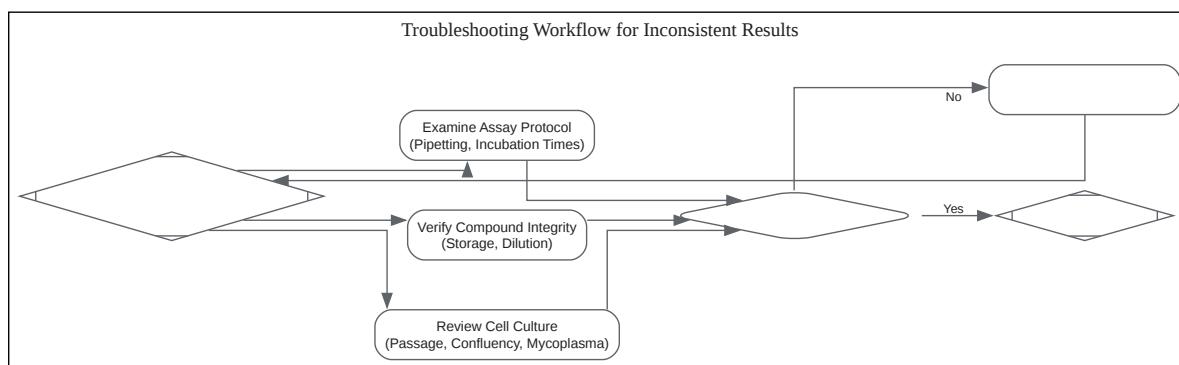 Troubleshooting Workflow for Inconsistent Results
No
Examine Assay Protocol
(Pipetting, Incubation Times)
Yes
Verify Compound Integrity
(Storage, Dilution)
Review Cell Culture
(Passage, Confluency, Mycoplasma)